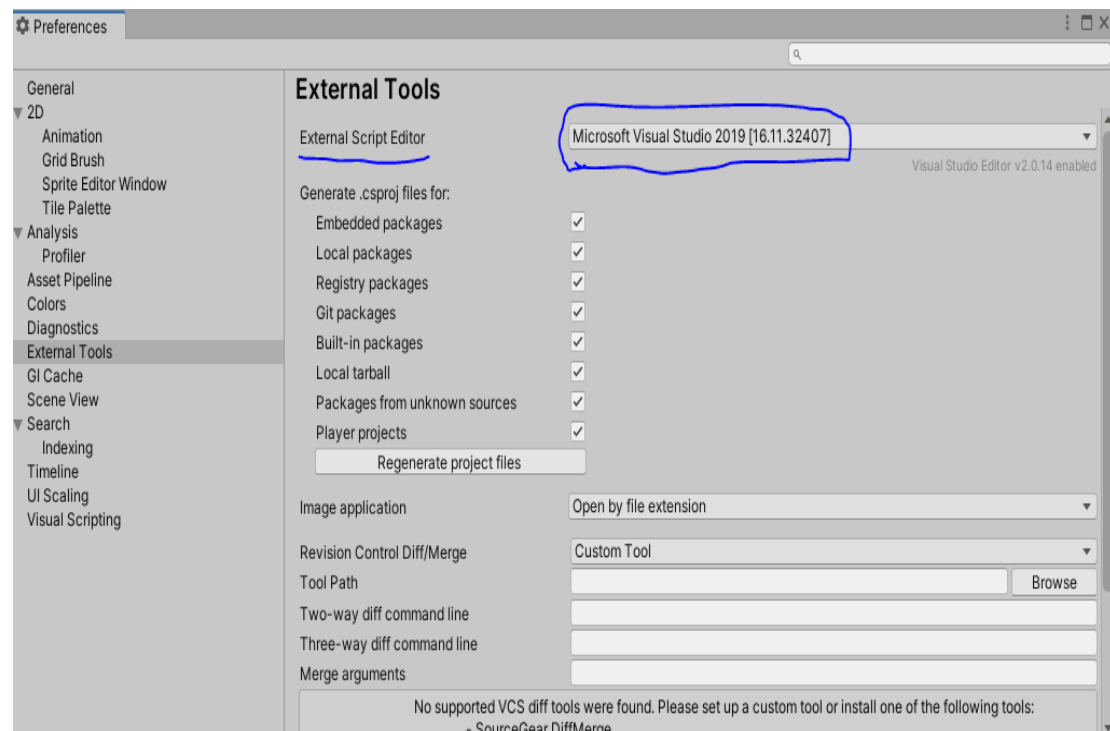 Preferences
General
2D
Animation
Grid Brush
Sprite Editor Window
Tile Palette
Analysis
Profiler
Asset Pipeline
Colors
Diagnostics
External Tools
GI Cache
Scene View
Search
Indexing
Timeline
UI Scaling
Visual Scripting
External Tools
External Script Editor Microsoft Visual Studio 2019 [16.11.32407]
Visual Studio Editor v2.0.14 enabled
Generate .csproj files for:
Embedded packages
Local packages
Registry packages
Git packages
Built-in packages
Local tarball
Packages from unknown sources
Player projects
Regenerate project files
Image application Open by file extension
Revision Control Diff/Merge Custom Tool
Tool Path Browse
Two-way diff command line
Three-way diff command line
Merge arguments
No supported VCS diff tools were found. Please set up a custom tool or install one of the following tools:
- SourceGear DiffMerge